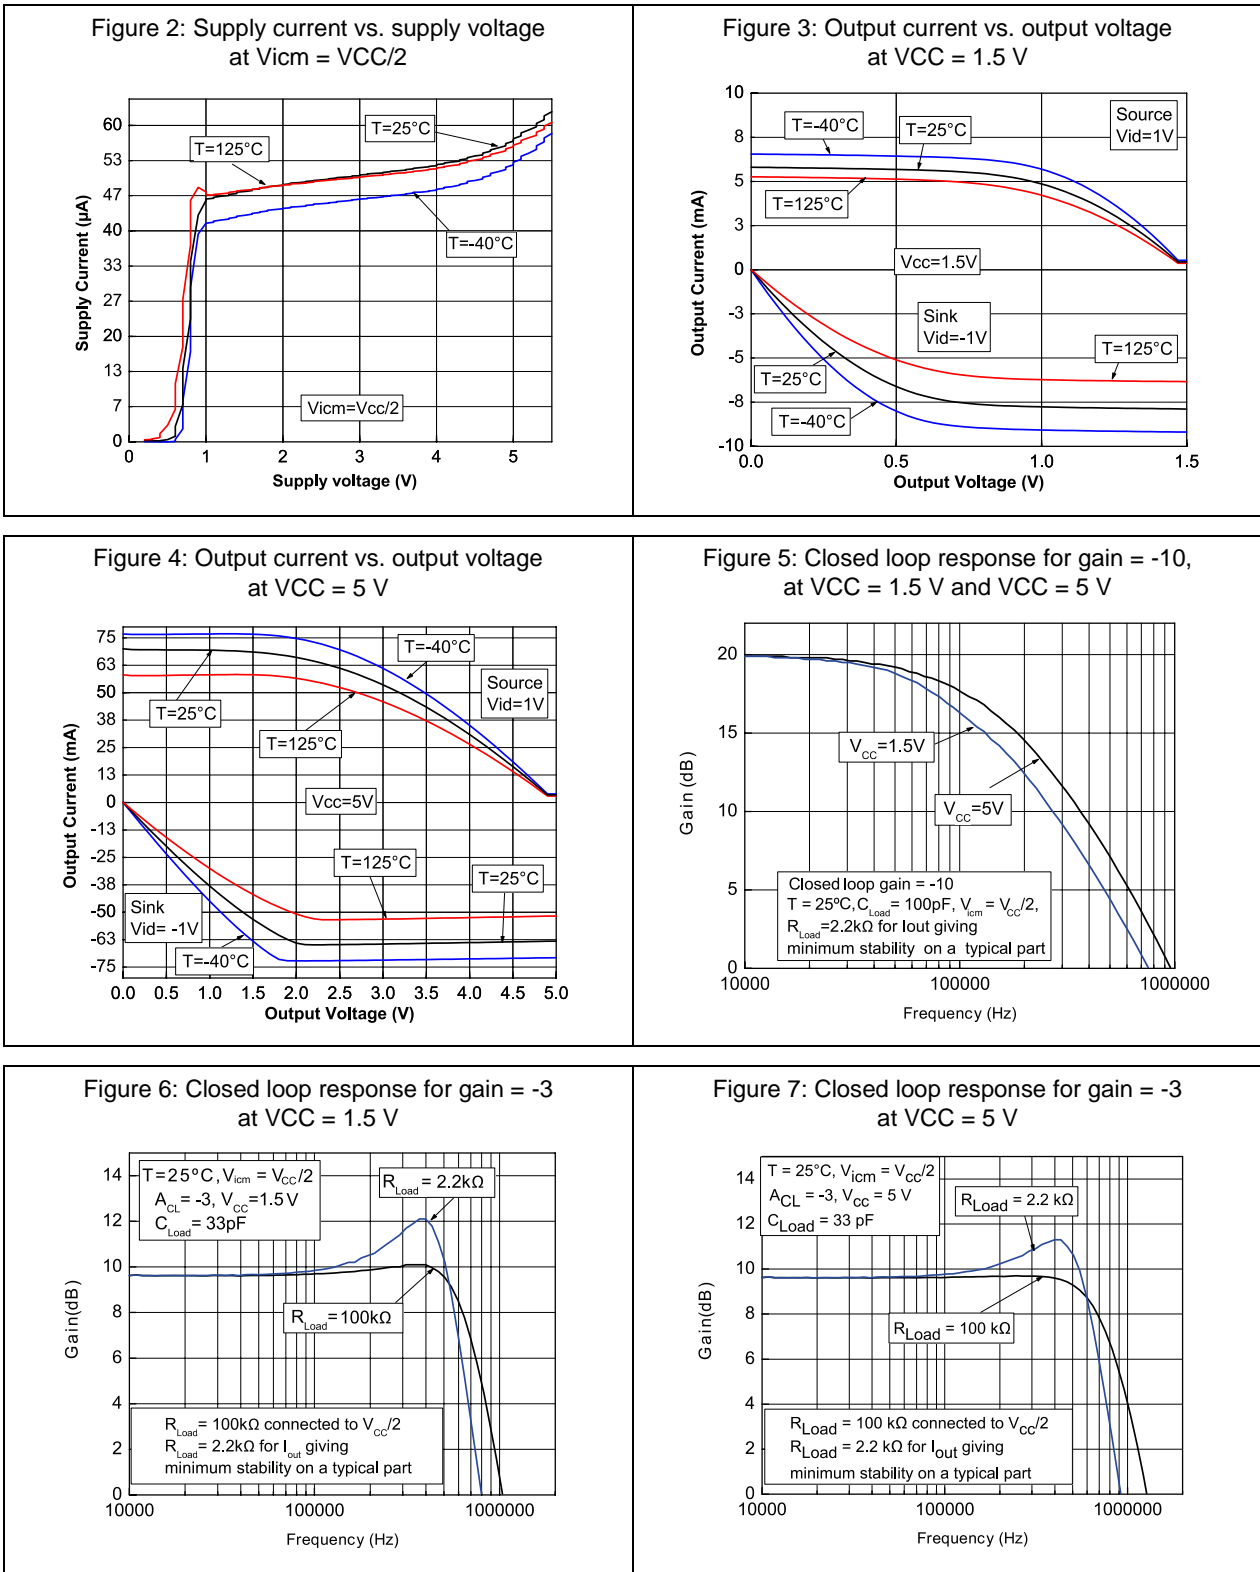 Figure 2: Supply current vs. supply voltage
at Vicm = VCC/2
60
53
47
40
33
27
20
13
7
0
Supply Current (µA)
T=125°C
T=25°C
T=-40°C
Vicm=Vcc/2
0 1 2 3 4 5
Supply voltage (V)
Figure 3: Output current vs. output voltage
at VCC = 1.5 V
10
8
5
3
0
-3
-5
-8
-10
Output Current (mA)
T=-40°C
T=25°C
Source
Vid=1V
T=125°C
Vcc=1.5V
Sink
Vid=-1V
T=125°C
T=25°C
T=-40°C
0.0 0.5 1.0 1.5
Output Voltage (V)
Figure 4: Output current vs. output voltage
at VCC = 5 V
75
63
50
38
25
13
0
-13
-25
-38
-50
-63
-75
Output Current (mA)
T=-40°C
Source
Vid=1V
T=25°C
T=125°C
Vcc=5V
T=125°C
T=25°C
Sink
Vid= -1V
T=-40°C
0.0 0.5 1.0 1.5 2.0 2.5 3.0 3.5 4.0 4.5 5.0
Output Voltage (V)
Figure 5: Closed loop response for gain = -10,
at VCC = 1.5 V and VCC = 5 V
20
15
10
5
0
Gain (dB)
VCC=1.5V
VCC=5V
Closed loop gain = -10
T = 25ºC, CLoad = 100pF, Vicm = VCC/2,
RLoad=2.2kΩ for Iout giving
minimum stability on a typical part
10000 100000 1000000
Frequency (Hz)
Figure 6: Closed loop response for gain = -3
at VCC = 1.5 V
14
12
10
8
6
4
2
0
Gain(dB)
T=25°C, Vicm = VCC/2
ACL = -3, VCC=1.5V
CLoad = 33pF
RLoad = 2.2kΩ
RLoad=100kΩ
RLoad = 100kΩ connected to VCC/2
RLoad = 2.2kΩ for Iout giving
minimum stability on a typical part
10000 100000 1000000
Frequency (Hz)
Figure 7: Closed loop response for gain = -3
at VCC = 5 V
14
12
10
8
6
4
2
0
Gain(dB)
T = 25°C, Vicm = Vcc/2
ACL = -3, Vcc = 5 V
CLoad = 33 pF
RLoad = 2.2 kΩ
RLoad = 100 kΩ
RLoad = 100 kΩ connected to Vcc/2
RLoad = 2.2 kΩ for Iout giving
minimum stability on a typical part
10000 100000 1000000
Frequency (Hz)